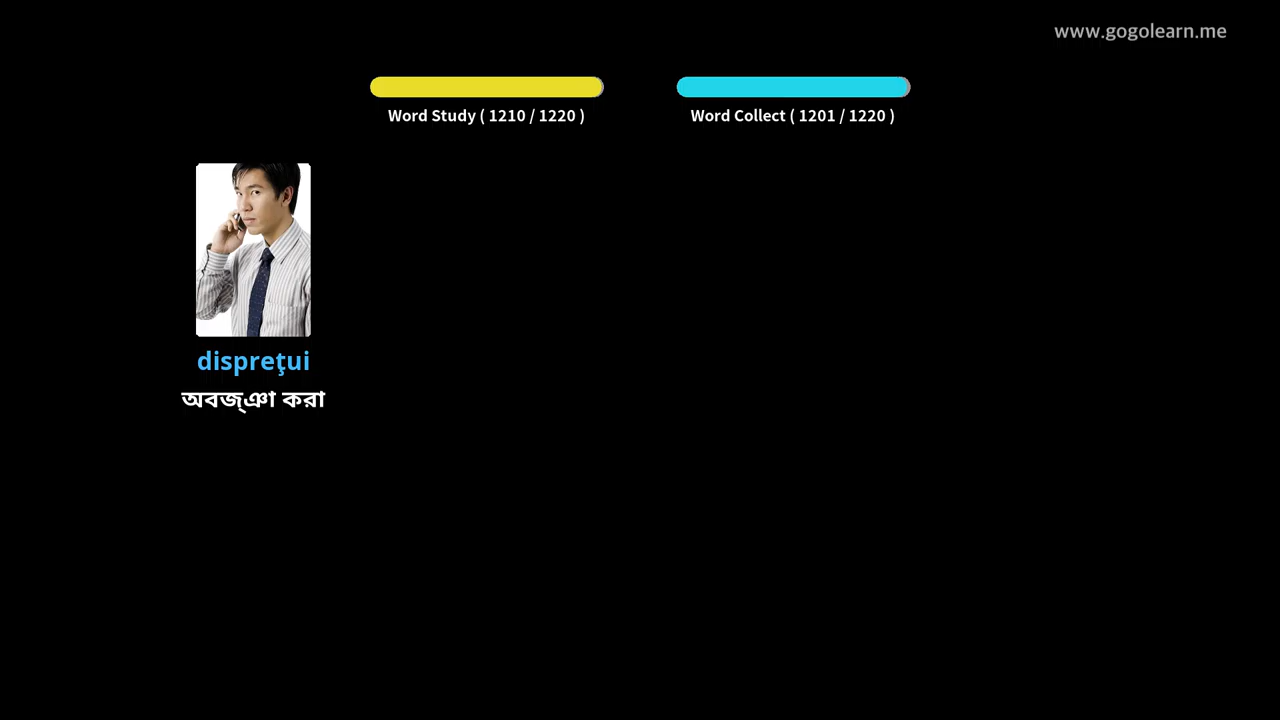 www.gogolearn.me
Word Study ( 1210 / 1220 )
Word Collect ( 1201 / 1220 )
dispreţui
অবজ্ঞা করা